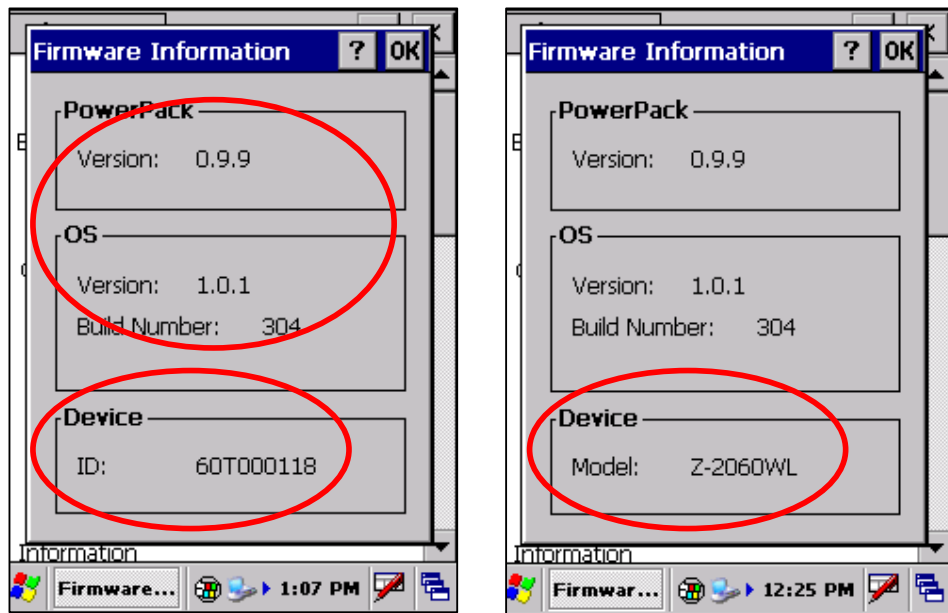 Firmware Information ? OK
PowerPack
Version: 0.9.9
OS
Version: 1.0.1
Build Number: 304
Device
ID: 60T000118
Information
Firmware... 1:07 PM
Firmware Information ? OK
PowerPack
Version: 0.9.9
OS
Version: 1.0.1
Build Number: 304
Device
Model: Z-2060WL
Information
Firmwar... 12:25 PM